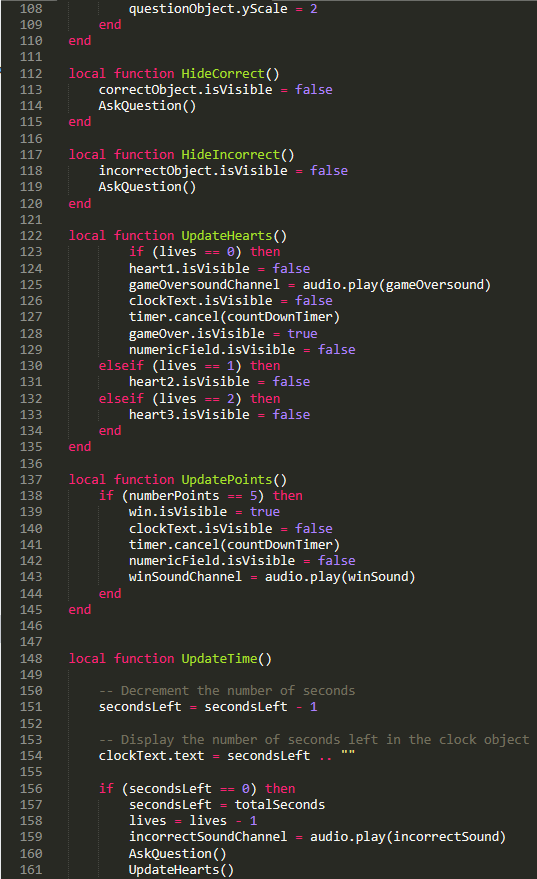 108         questionObject.yScale = 2
109     end
110 end
111
112 local function HideCorrect()
113     correctObject.isVisible = false
114     AskQuestion()
115 end
116
117 local function HideIncorrect()
118     incorrectObject.isVisible = false
119     AskQuestion()
120 end
121
122 local function UpdateHearts()
123         if (lives == 0) then
124         heart1.isVisible = false
125         gameOversoundChannel = audio.play(gameOversound)
126         clockText.isVisible = false
127         timer.cancel(countDownTimer)
128         gameOver.isVisible = true
129         numericField.isVisible = false
130     elseif (lives == 1) then
131         heart2.isVisible = false
132     elseif (lives == 2) then
133         heart3.isVisible = false
134     end
135 end
136
137 local function UpdatePoints()
138     if (numberPoints == 5) then
139         win.isVisible = true
140         clockText.isVisible = false
141         timer.cancel(countDownTimer)
142         numericField.isVisible = false
143         winSoundChannel = audio.play(winSound)
144     end
145 end
146
147
148 local function UpdateTime()
149
150     -- Decrement the number of seconds
151     secondsLeft = secondsLeft - 1
152
153     -- Display the number of seconds left in the clock object
154     clockText.text = secondsLeft .. ""
155
156     if (secondsLeft == 0) then
157         secondsLeft = totalSeconds
158         lives = lives - 1
159         incorrectSoundChannel = audio.play(incorrectSound)
160         AskQuestion()
161         UpdateHearts()